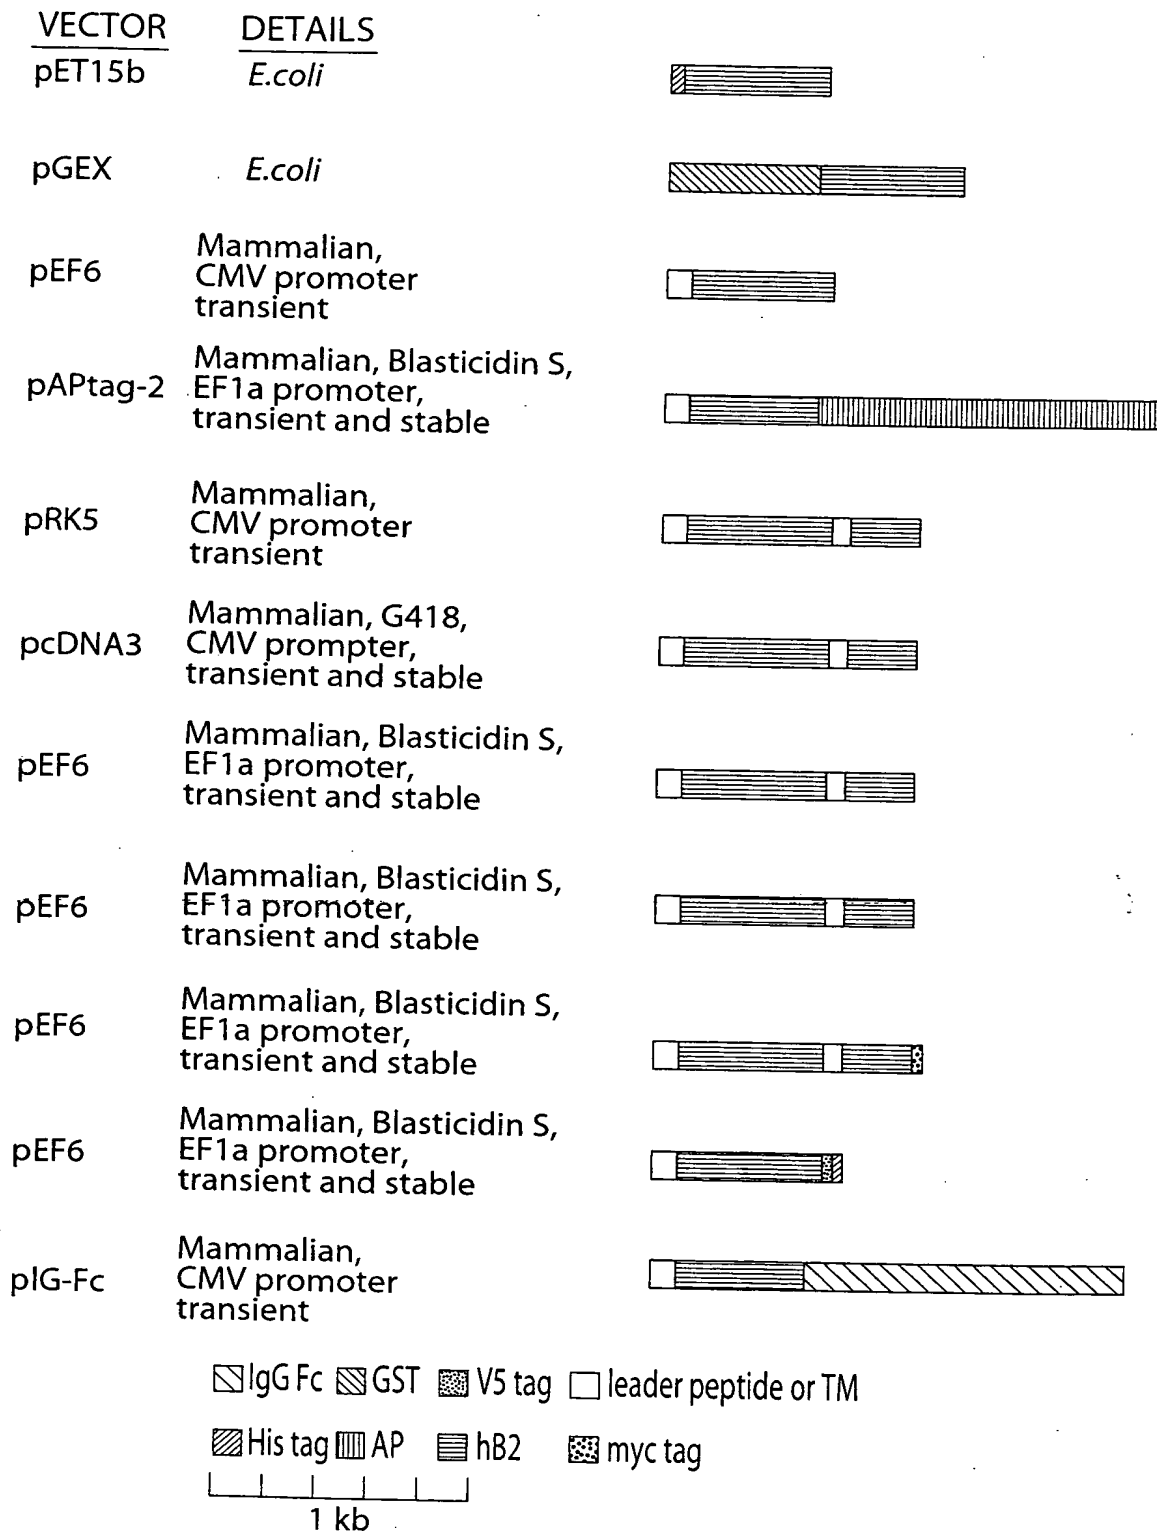 VECTOR DETAILS
pET15b E.coli
pGEX E.coli
pEF6 Mammalian,
CMV promoter
transient
pAPtag-2 Mammalian, Blasticidin S,
EF1a promoter,
transient and stable
pRK5 Mammalian,
CMV promoter
transient
pcDNA3 Mammalian, G418,
CMV prompter,
transient and stable
pEF6 Mammalian, Blasticidin S,
EF1a promoter,
transient and stable
pEF6 Mammalian, Blasticidin S,
EF1a promoter,
transient and stable
pEF6 Mammalian, Blasticidin S,
EF1a promoter,
transient and stable
pEF6 Mammalian, Blasticidin S,
EF1a promoter,
transient and stable
pIG-Fc Mammalian,
CMV promoter
transient
IgG Fc GST V5 tag leader peptide or TM
His tag AP hB2 myc tag
1 kb